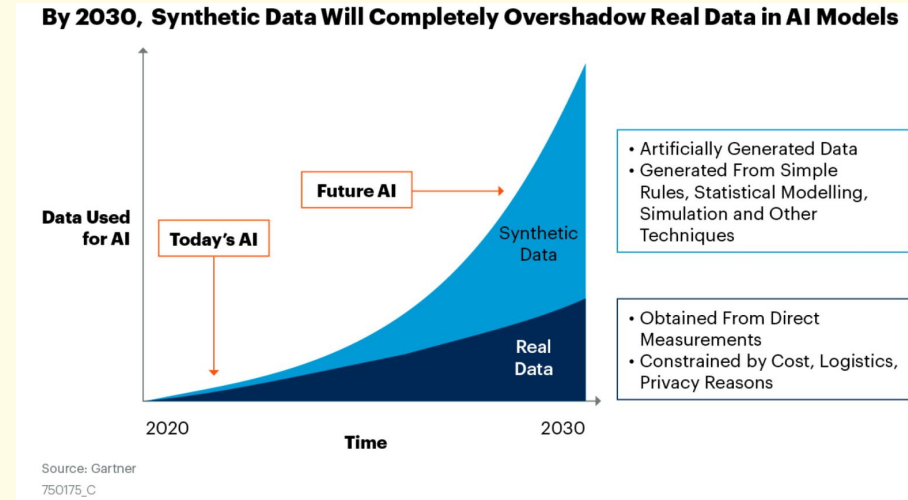 By 2030, Synthetic Data Will Completely Overshadow Real Data in AI Models
Data Used
for AI
Today's AI
Future AI
Synthetic
Data
Real
Data
• Artificially Generated Data
• Generated From Simple
Rules, Statistical Modelling,
Simulation and Other
Techniques
• Obtained From Direct
Measurements
• Constrained by Cost, Logistics,
Privacy Reasons
2020
2030
Time
Source: Gartner
750175_C